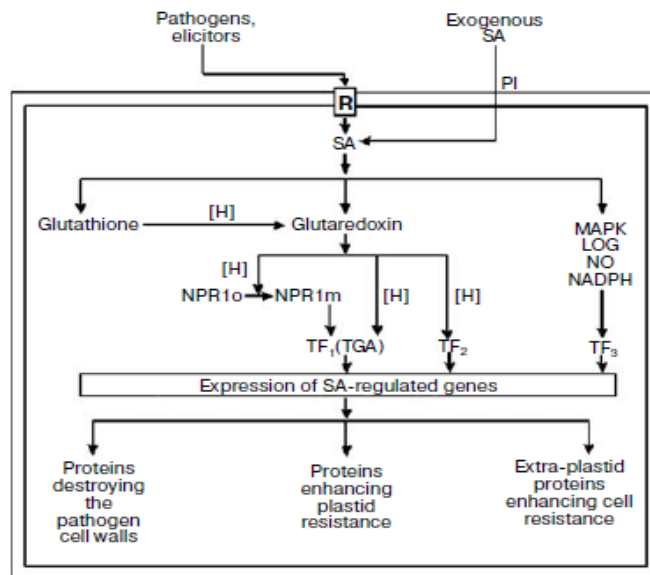 Pathogens,
elicitors
Exogenous
SA
PI
R
SA
Glutathione
[H]
Glutaredoxin
MAPK
LOG
NO
NADPH
[H]
[H]
[H]
NPR1o
NPR1m
TF₁(TGA)
TF₂
TF₃
Expression of SA-regulated genes
Proteins
destroying
the
pathogen
cell walls
Proteins
enhancing
plastid
resistance
Extra-plastid
proteins
enhancing cell
resistance